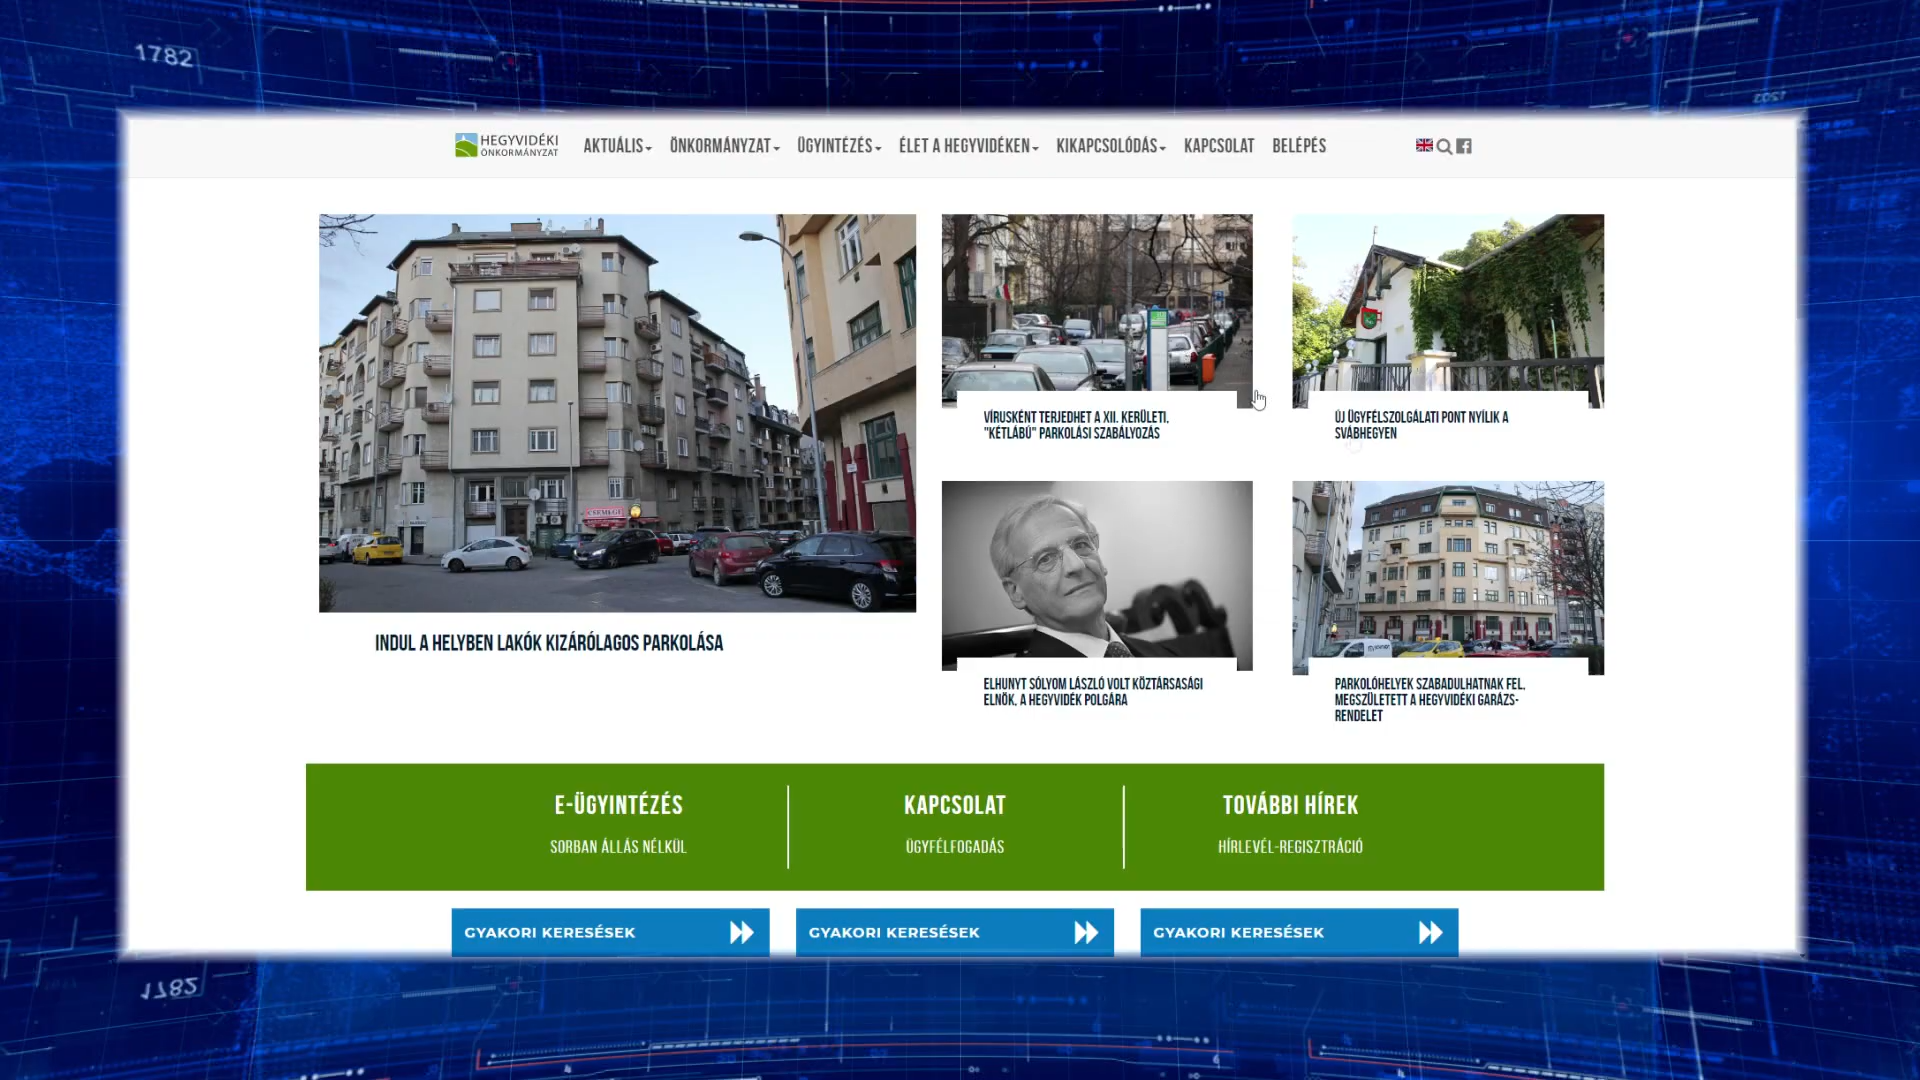 1782
HEGYVIDÉKI
ÖNKORMÁNYZAT
AKTUÁLIS
ÖNKORMÁNYZAT
ÜGYINTÉZÉS
ÉLET A HEGYVIDÉKEN
KIKAPCSOLÓDÁS
KAPCSOLAT
BELÉPÉS
CSEMEGE
INDUL A HELYBEN LAKÓK KIZÁRÓLAGOS PARKOLÁSA
VÍRUSKÉNT TERJEDHET A XII. KERÜLETI,
"KÉTLÁBÚ" PARKOLÁSI SZABÁLYOZÁS
ÚJ ÜGYFÉLSZOLGÁLATI PONT NYÍLIK A
SVÁBHEGYEN
ELHUNYT SÓLYOM LÁSZLÓ VOLT KÖZTÁRSASÁGI
ELNÖK, A HEGYVIDÉK POLGÁRA
PARKOLÓHELYEK SZABADULHATNAK FEL,
MEGSZÜLETETT A HEGYVIDÉKI GARÁZS-
RENDELET
E-ÜGYINTÉZÉS
SORBAN ÁLLÁS NÉLKÜL
KAPCSOLAT
ÜGYFÉLFOGADÁS
TOVÁBBI HÍREK
HÍRLEVÉL-REGISZTRÁCIÓ
GYAKORI KERESÉSEK
GYAKORI KERESÉSEK
GYAKORI KERESÉSEK
1782